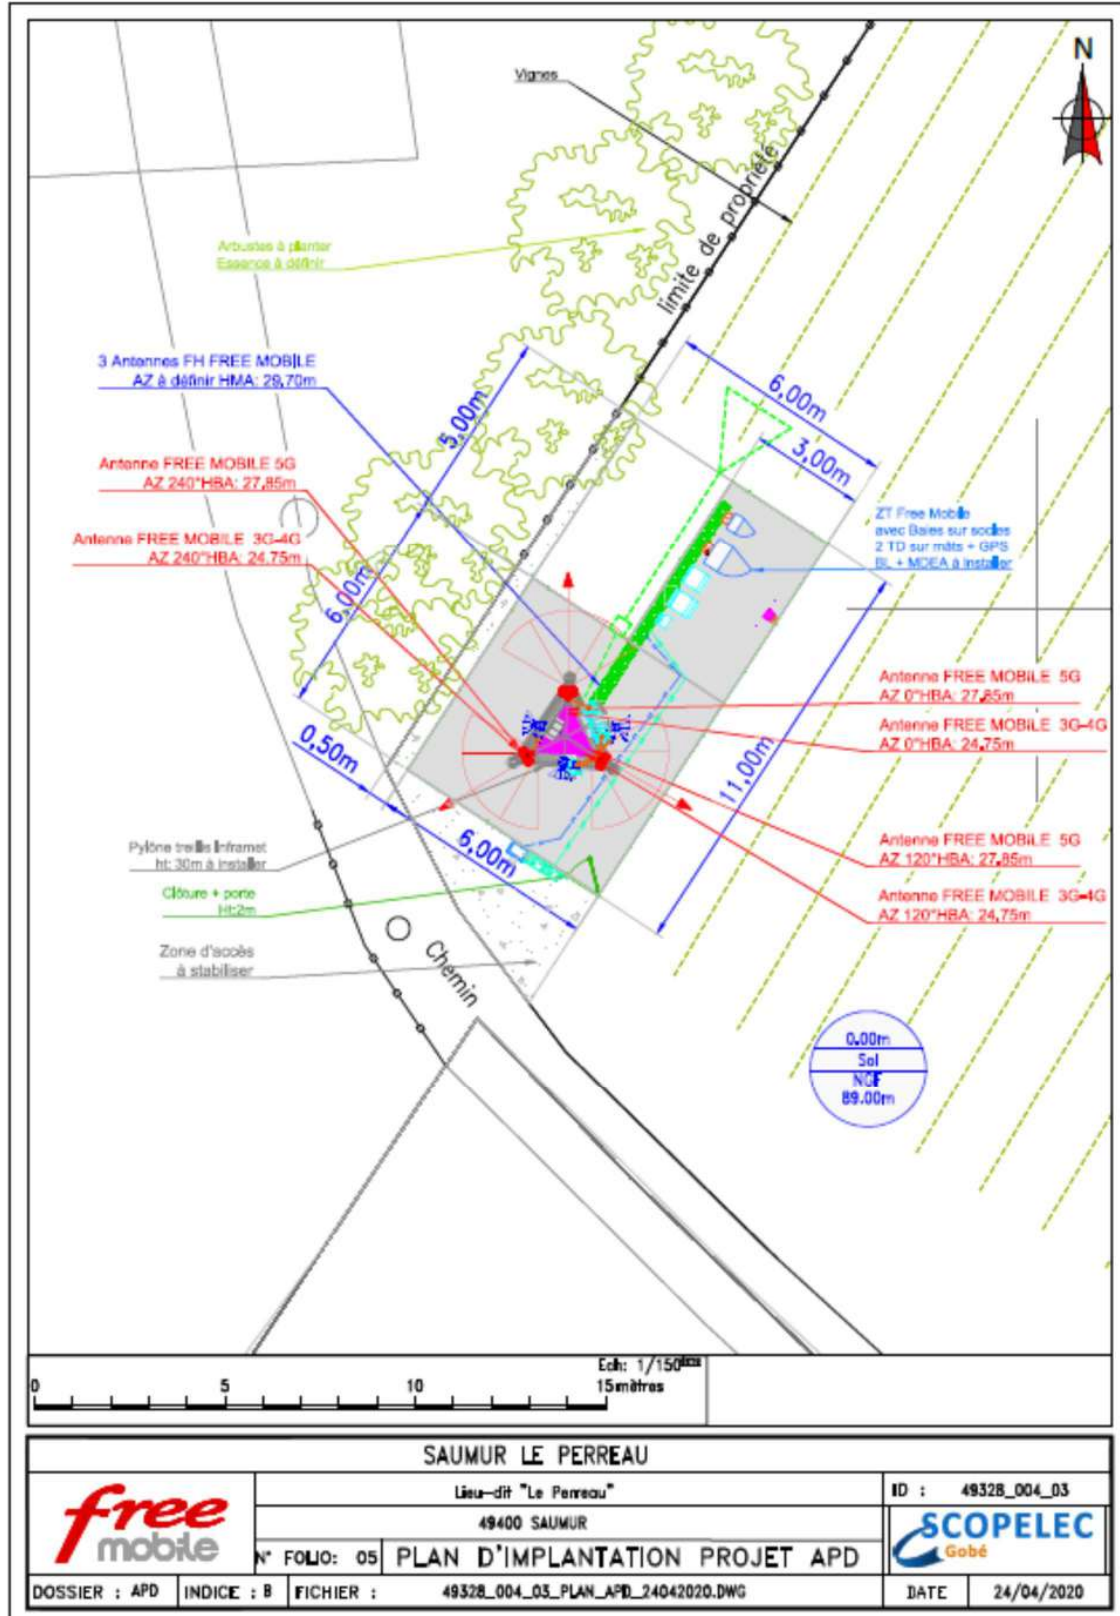 N
Vignes
limite de propriété
Arbustes à planter
Essence à définir
3 Antennes FH FREE MOBILE
AZ à définir HMA: 29,70m
6,00m
5,00m
3,00m
Antenne FREE MOBILE 5G
AZ 240°HBA: 27,85m
ZT Free Mobile
avec Baies sur socles
2 TD sur mâts + GPS
BL + MDEA à installer
Antenne FREE MOBILE 3G-4G
AZ 240°HBA: 24,75m
6,00m
Antenne FREE MOBILE 5G
AZ 0°HBA: 27,85m
Antenne FREE MOBILE 3G-4G
AZ 0°HBA: 24,75m
0,50m
11,00m
6,00m
Pylône treillis Inframet
ht: 30m à installer
Antenne FREE MOBILE 5G
AZ 120°HBA: 27,85m
Clôture + porte
Ht:2m
Antenne FREE MOBILE 3G-4G
AZ 120°HBA: 24,75m
Zone d'accès
à stabiliser
Chemin
0.00m
Sol
NGF
89.00m
Ech: 1/150
0 5 10 15mètres
SAUMUR LE PERREAU
free
mobile
Lieu-dit "Le Perreau"
ID : 49328_004_03
49400 SAUMUR
SCOPELEC
Gobé
N° FOLIO: 05
PLAN D'IMPLANTATION PROJET APD
DOSSIER : APD
INDICE : B
FICHIER : 49328_004_03_PLAN_APD_24042020.DWG
DATE
24/04/2020